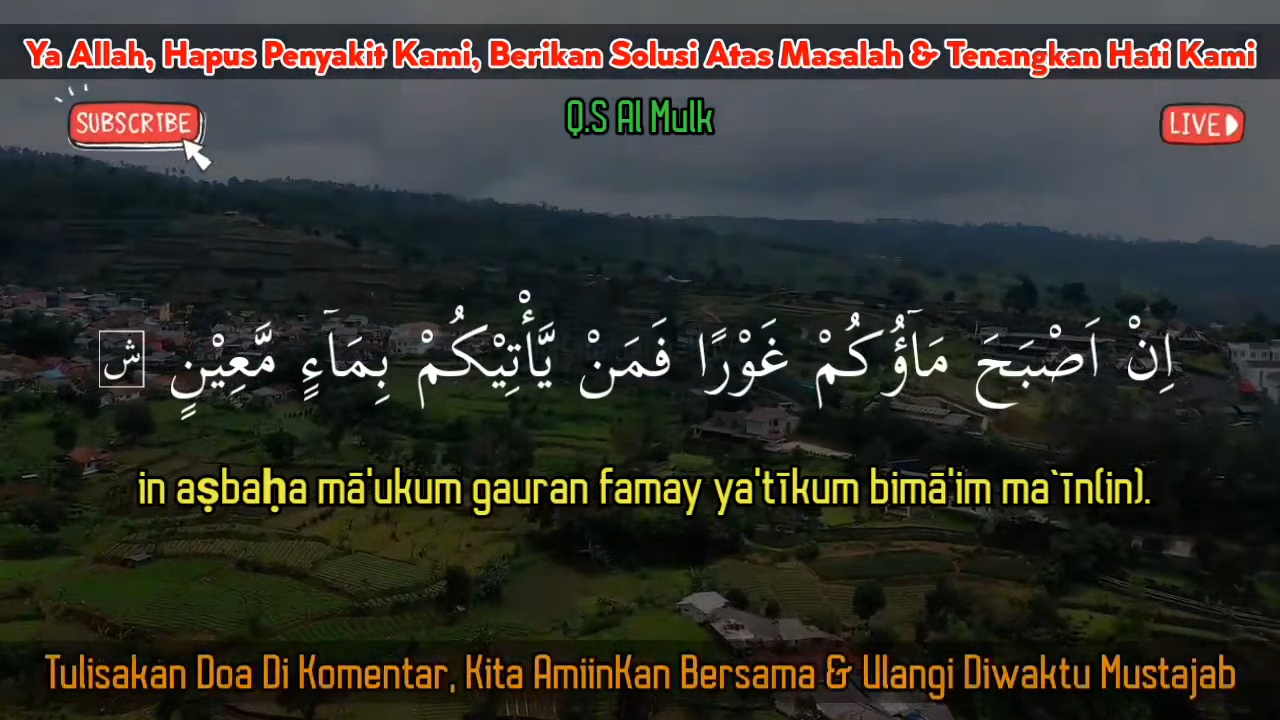 Ya Allah, Hapus Penyakit Kami, Berikan Solusi Atas Masalah & Tenangkan Hati Kami
SUBSCRIBE
Q.S Al Mulk
LIVE
اِنْ اَصْبَحَ مَاۤؤُكُمْ غَوْرًا فَمَنْ يَّأْتِيْكُمْ بِمَاۤءٍ مَّعِيْنٍ ࣖ
in aṣbaḥa mā'ukum gauran famay ya'tīkum bimā'im ma`īn(in).
Tulisakan Doa Di Komentar, Kita AmiinKan Bersama & Ulangi Diwaktu Mustajab